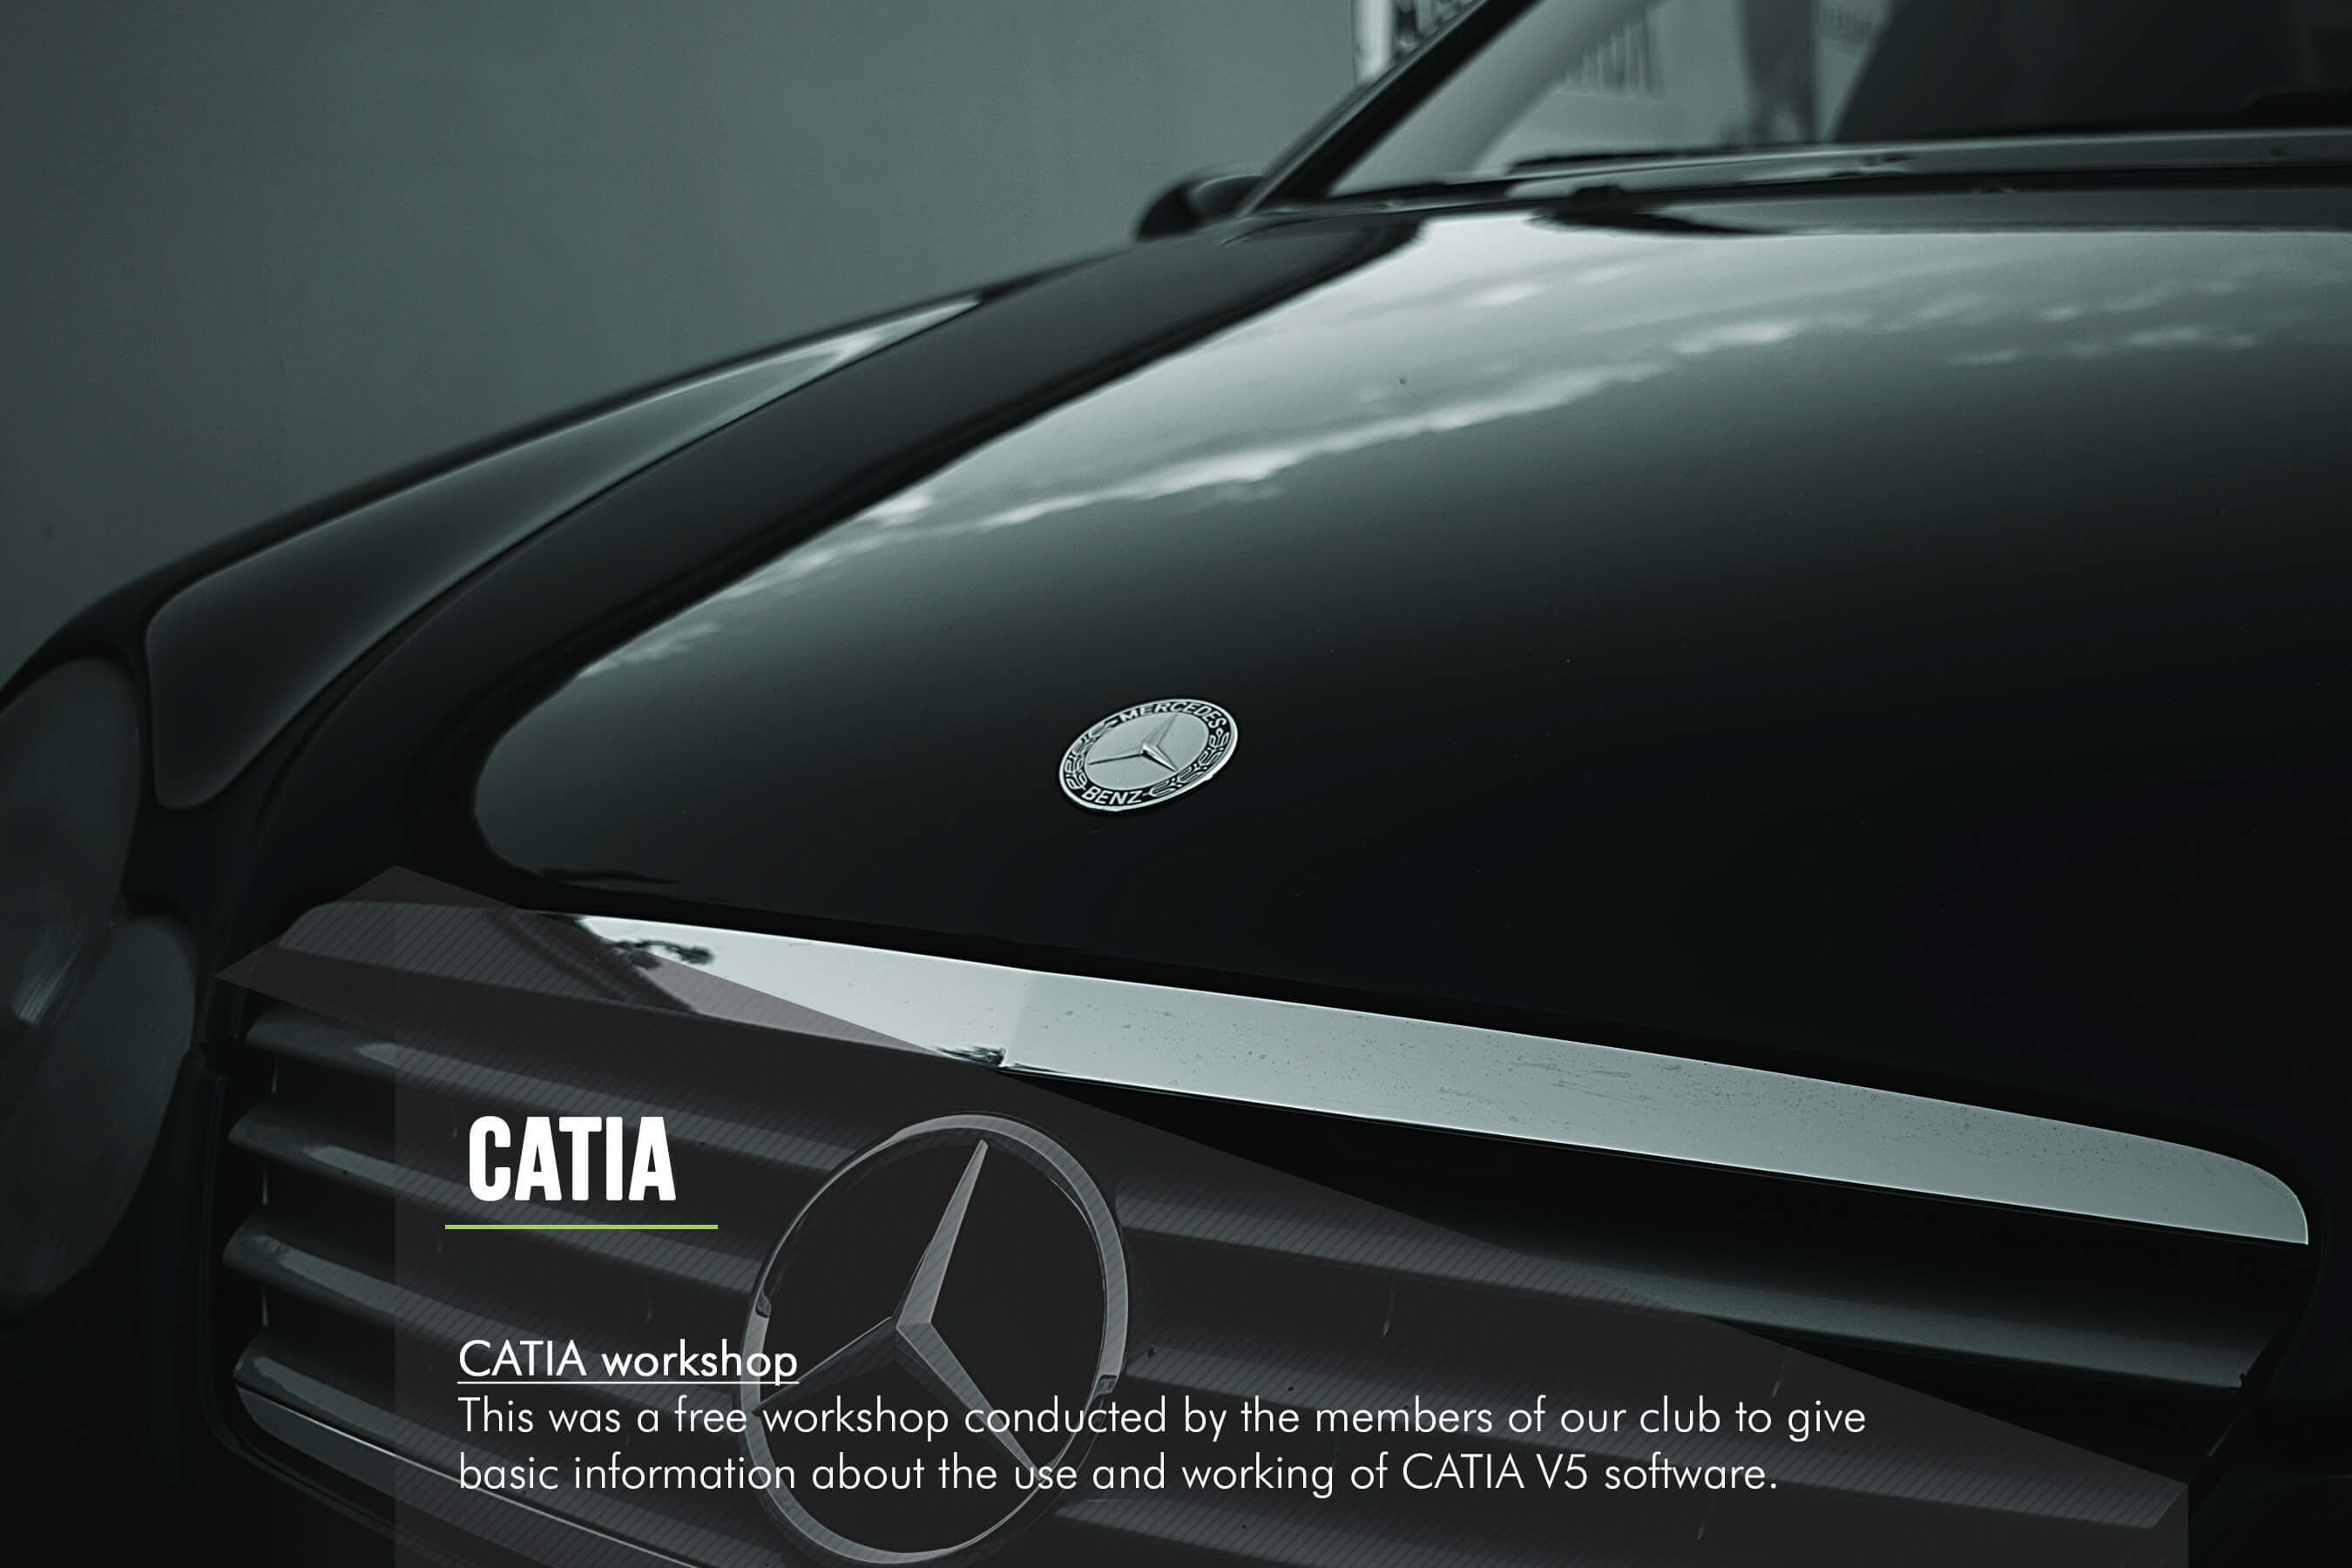 MERCEDES
BENZ
CATIA
CATIA workshop
This was a free workshop conducted by the members of our club to give
basic information about the use and working of CATIA V5 software.